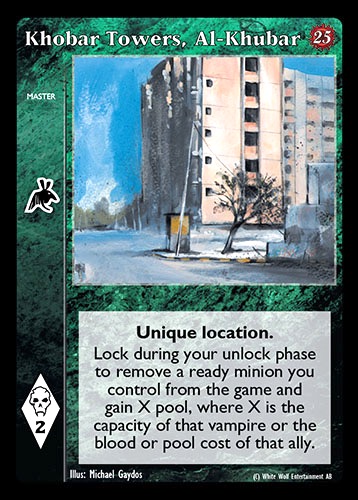 Khobar Towers, Al-Khubar 25
MASTER
Unique location.
Lock during your unlock phase
to remove a ready minion you
control from the game and
gain X pool, where X is the
capacity of that vampire or the
blood or pool cost of that ally.
2
Illus: Michael Gaydos
(C) White Wolf Entertainment AB